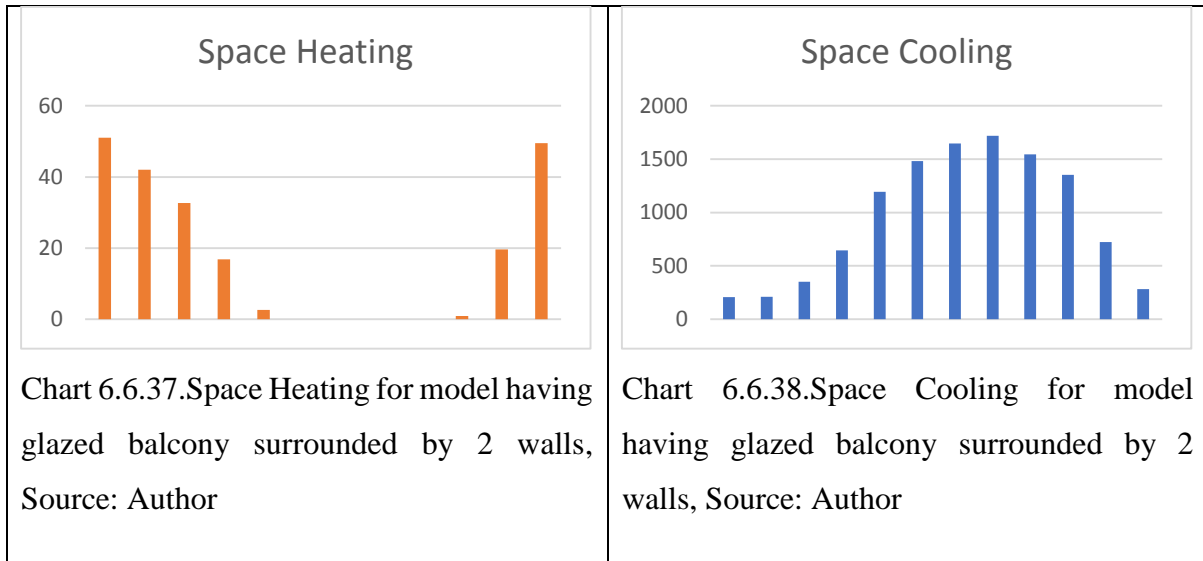 Space Heating
60
40
20
0
Chart 6.6.37.Space Heating for model having
glazed balcony surrounded by 2 walls,
Source: Author
Space Cooling
2000
1500
1000
500
0
Chart 6.6.38.Space Cooling for model
having glazed balcony surrounded by 2
walls, Source: Author